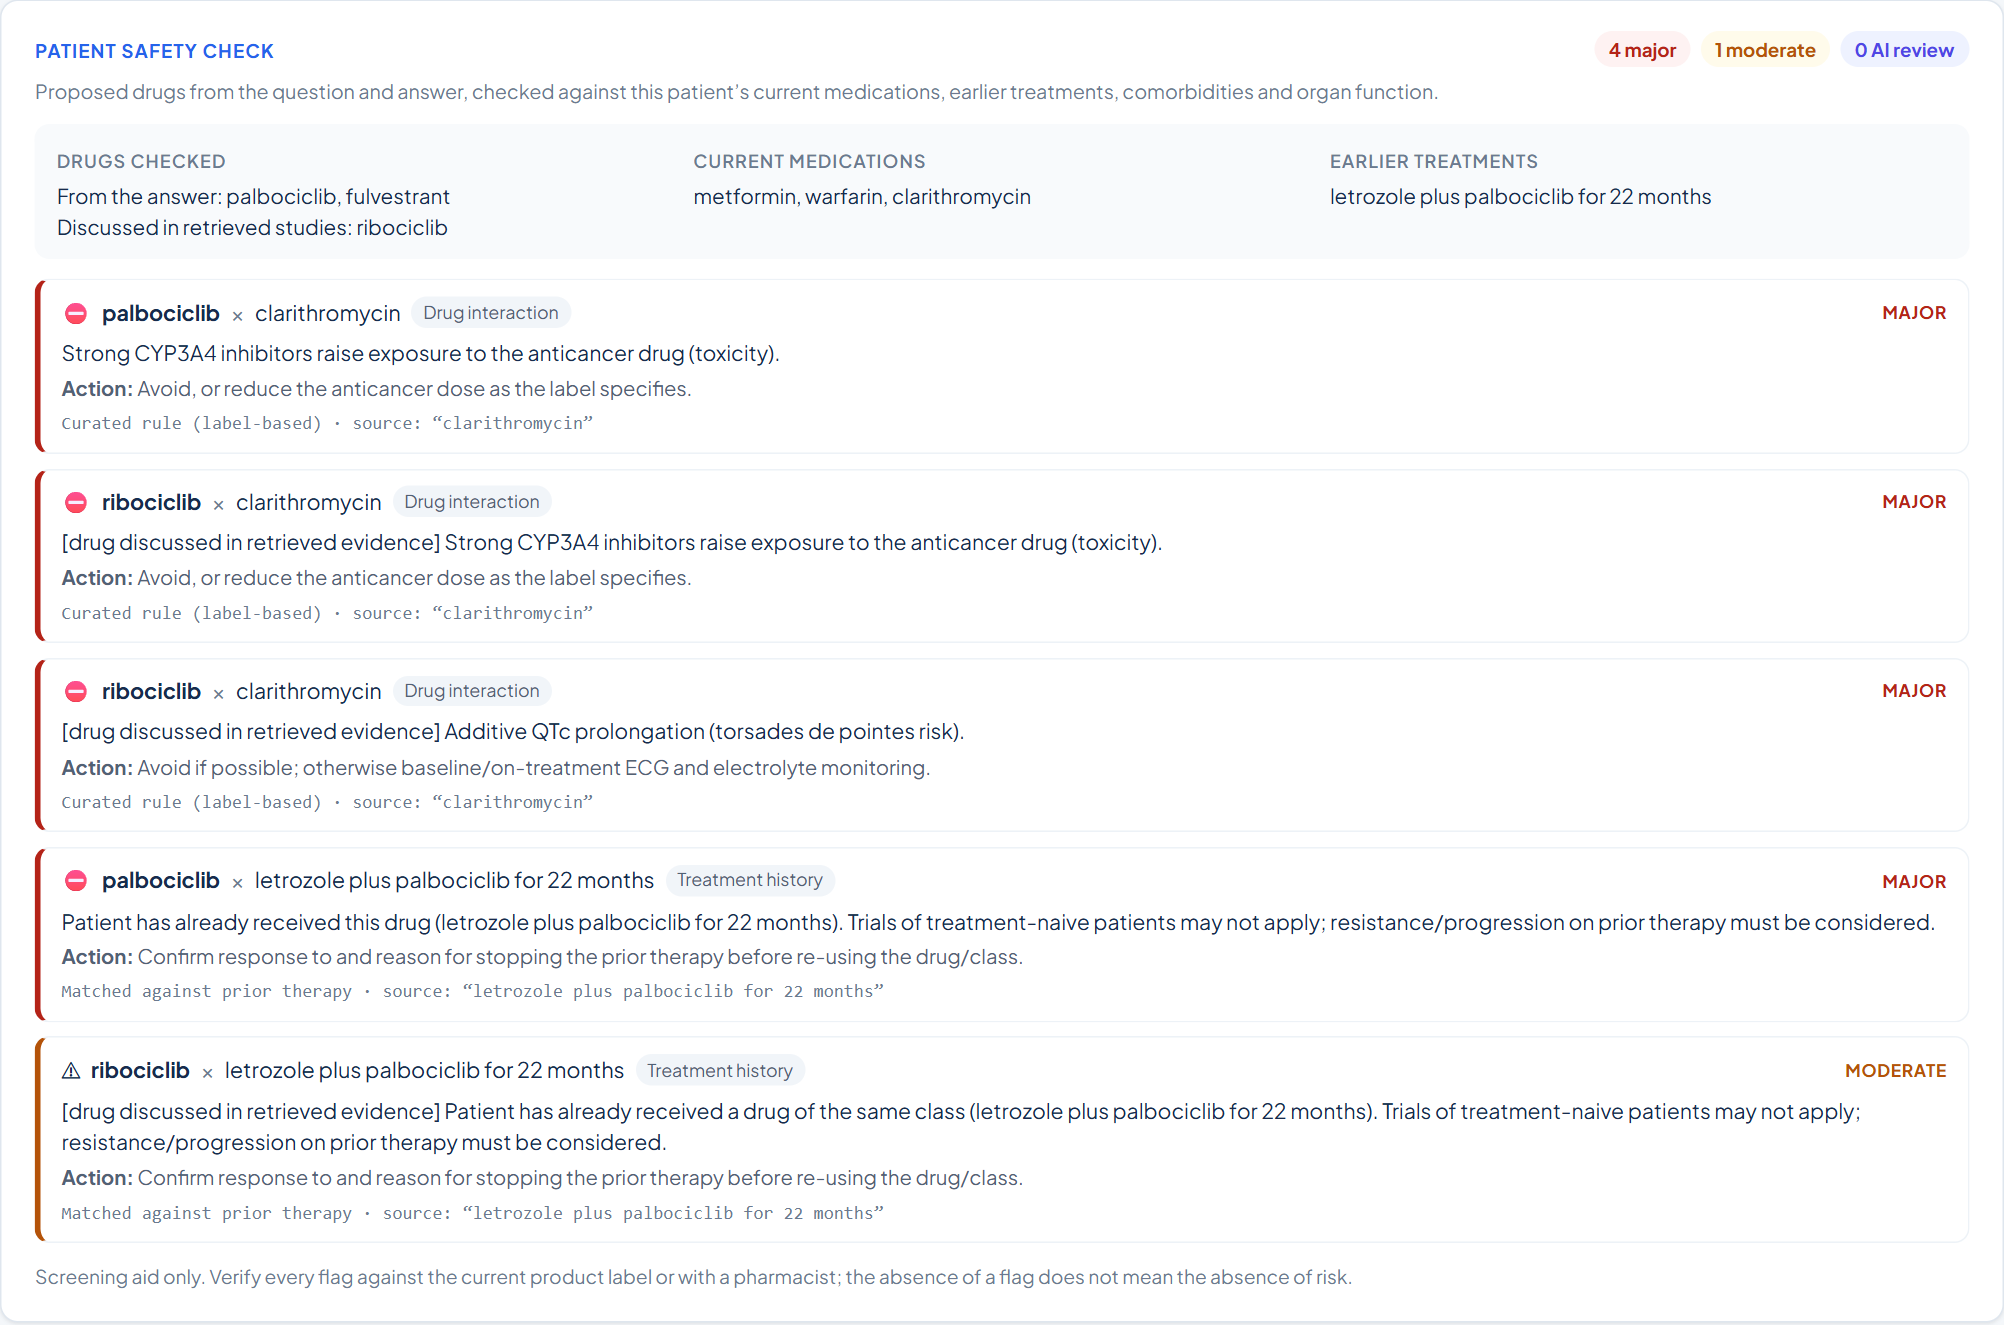 PATIENT SAFETY CHECK
4 major
1 moderate
0 AI review
Proposed drugs from the question and answer, checked against this patient’s current medications, earlier treatments, comorbidities and organ function.
DRUGS CHECKED
From the answer: palbociclib, fulvestrant
Discussed in retrieved studies: ribociclib
CURRENT MEDICATIONS
metformin, warfarin, clarithromycin
EARLIER TREATMENTS
letrozole plus palbociclib for 22 months
palbociclib × clarithromycin Drug interaction MAJOR
Strong CYP3A4 inhibitors raise exposure to the anticancer drug (toxicity).
Action: Avoid, or reduce the anticancer dose as the label specifies.
Curated rule (label-based) · source: “clarithromycin”
ribociclib × clarithromycin Drug interaction MAJOR
[drug discussed in retrieved evidence] Strong CYP3A4 inhibitors raise exposure to the anticancer drug (toxicity).
Action: Avoid, or reduce the anticancer dose as the label specifies.
Curated rule (label-based) · source: “clarithromycin”
ribociclib × clarithromycin Drug interaction MAJOR
[drug discussed in retrieved evidence] Additive QTc prolongation (torsades de pointes risk).
Action: Avoid if possible; otherwise baseline/on-treatment ECG and electrolyte monitoring.
Curated rule (label-based) · source: “clarithromycin”
palbociclib × letrozole plus palbociclib for 22 months Treatment history MAJOR
Patient has already received this drug (letrozole plus palbociclib for 22 months). Trials of treatment-naive patients may not apply; resistance/progression on prior therapy must be considered.
Action: Confirm response to and reason for stopping the prior therapy before re-using the drug/class.
Matched against prior therapy · source: “letrozole plus palbociclib for 22 months”
ribociclib × letrozole plus palbociclib for 22 months Treatment history MODERATE
[drug discussed in retrieved evidence] Patient has already received a drug of the same class (letrozole plus palbociclib for 22 months). Trials of treatment-naive patients may not apply;
resistance/progression on prior therapy must be considered.
Action: Confirm response to and reason for stopping the prior therapy before re-using the drug/class.
Matched against prior therapy · source: “letrozole plus palbociclib for 22 months”
Screening aid only. Verify every flag against the current product label or with a pharmacist; the absence of a flag does not mean the absence of risk.